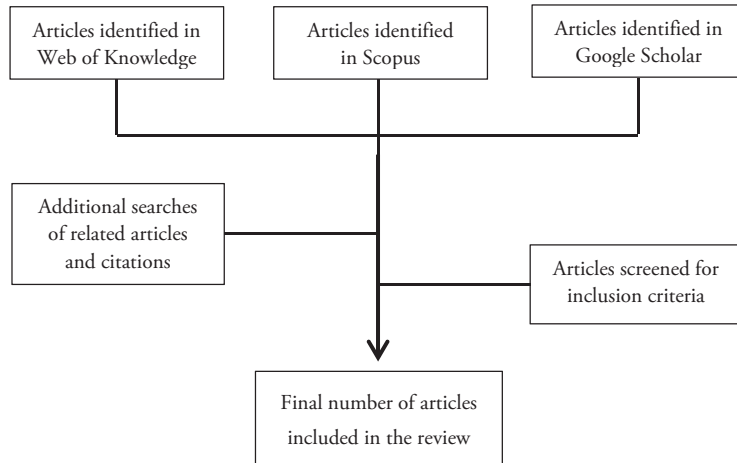 Articles identified in
Web of Knowledge
Articles identified
in Scopus
Articles identified in
Google Scholar
Additional searches
of related articles
and citations
Articles screened for
inclusion criteria
Final number of articles
included in the review